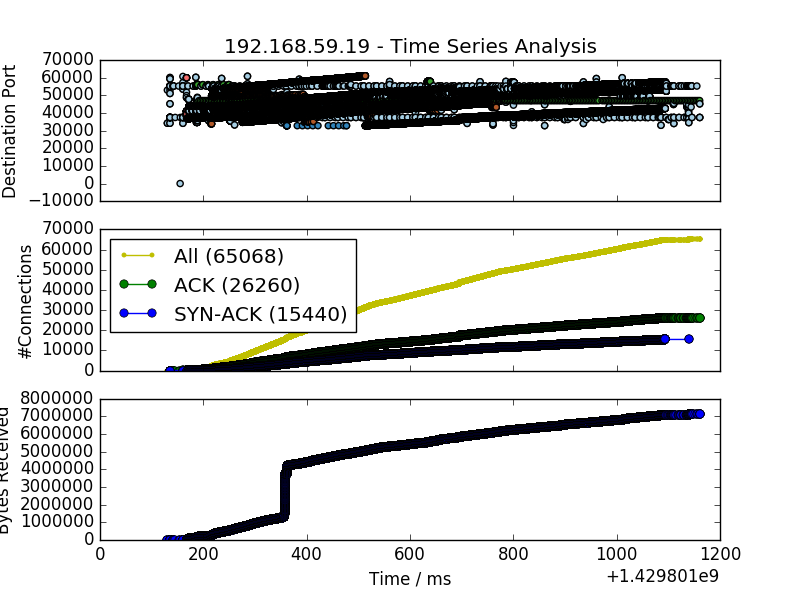 192.168.59.19 - Time Series Analysis
70000
60000
50000
40000
30000
20000
10000
0
−10000
Destination Port
70000
60000
50000
40000
30000
20000
10000
0
#Connections
All (65068)
ACK (26260)
SYN-ACK (15440)
8000000
7000000
6000000
5000000
4000000
3000000
2000000
1000000
0
Bytes Received
0 200 400 600 800 1000 1200
Time / ms
+1.429801e9